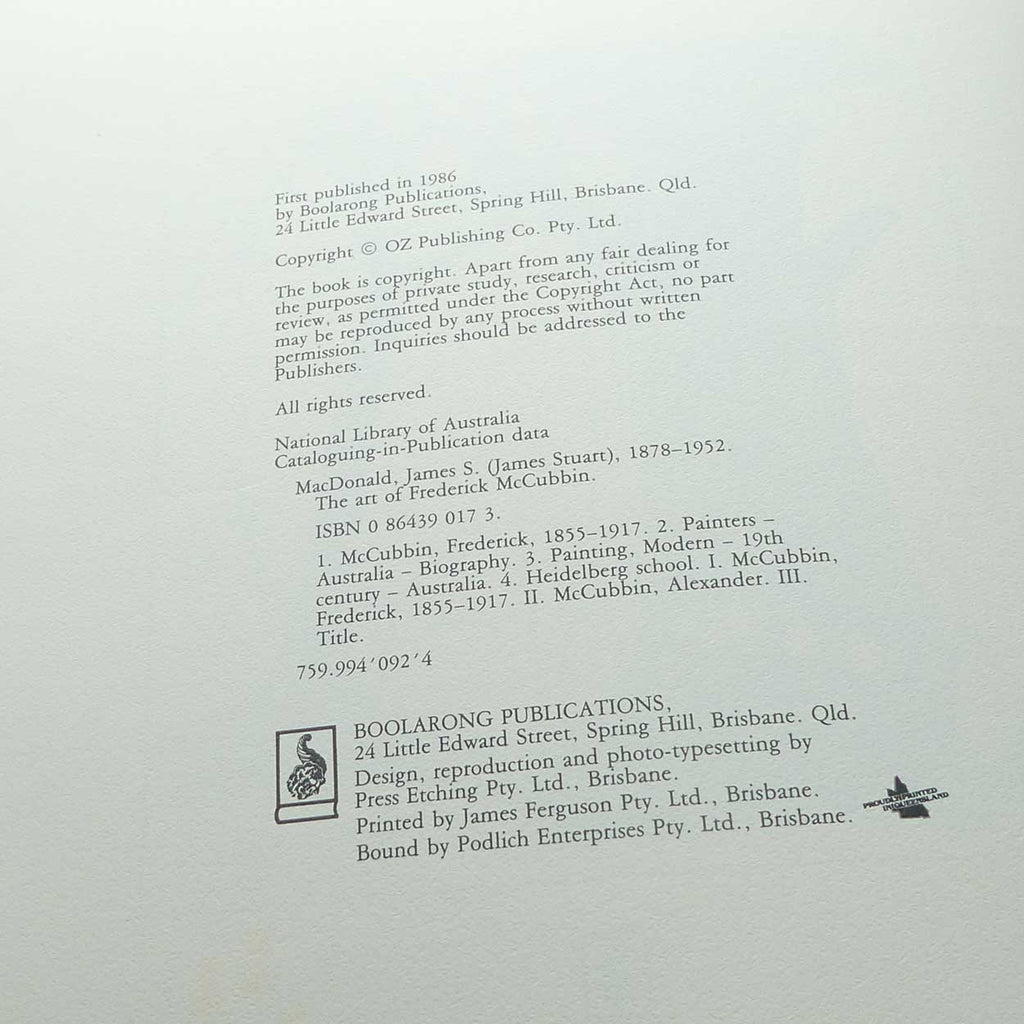 First published in 1986
by Boolarong Publications,
24 Little Edward Street, Spring Hill, Brisbane. Qld.
Copyright © OZ Publishing Co. Pty. Ltd.
The book is copyright. Apart from any fair dealing for
the purposes of private study, research, criticism or
review, as permitted under the Copyright Act, no part
may be reproduced by any process without written
permission. Inquiries should be addressed to the
Publishers.
All rights reserved.
National Library of Australia
Cataloguing-in-Publication data
MacDonald, James S. (James Stuart), 1878–1952.
The art of Frederick McCubbin.
ISBN 0 86439 017 3.
1. McCubbin, Frederick, 1855–1917. 2. Painters –
Australia – Biography. 3. Painting, Modern – 19th
century – Australia. 4. Heidelberg school. I. McCubbin,
Frederick, 1855–1917. II. McCubbin, Alexander. III.
Title.
759.994′092′4
BOOLARONG PUBLICATIONS,
24 Little Edward Street, Spring Hill, Brisbane. Qld.
Design, reproduction and photo-typesetting by
Press Etching Pty. Ltd., Brisbane.
Printed by James Ferguson Pty. Ltd., Brisbane.
Bound by Podlich Enterprises Pty. Ltd., Brisbane.
PROUDLY PRINTED
IN QUEENSLAND